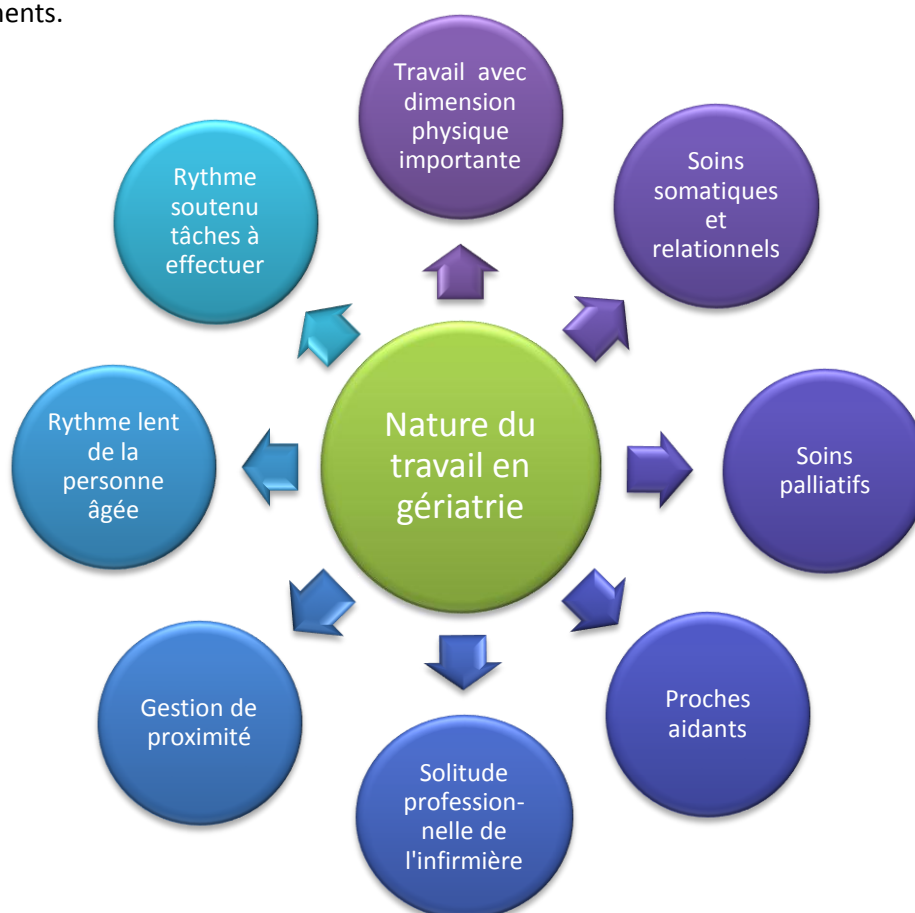 Travail avec
dimension
physique
importante
Soins
somatiques
et
relationnels
Soins
palliatifs
Proches
aidants
Solitude
profession-
nelle de
l'infirmière
Gestion de
proximité
Rythme lent
de la
personne
âgée
Rythme
soutenu
tâches à
effectuer
Nature du
travail en
gériatrie